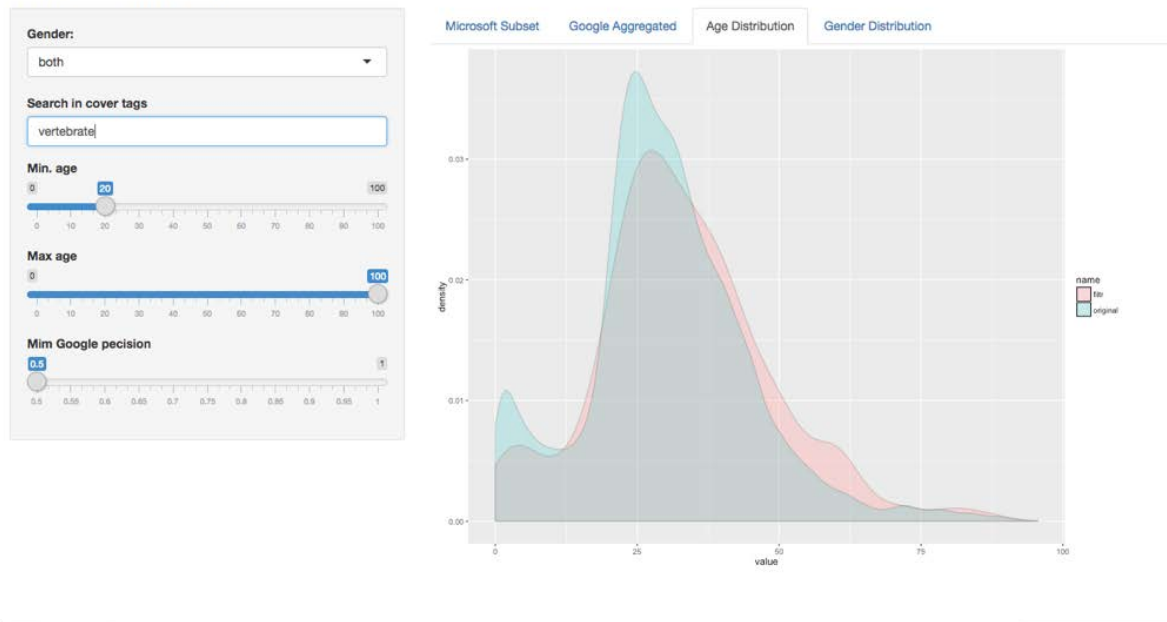 Gender:
both
Search in cover tags
vertebrate
Min. age
0 20 100
0 10 20 30 40 50 60 70 80 90 100
Max age
0 100
0 10 20 30 40 50 60 70 80 90 100
Mim Google pecision
0.5 1
0.5 0.55 0.6 0.65 0.7 0.75 0.8 0.85 0.9 0.95 1
Microsoft Subset Google Aggregated Age Distribution Gender Distribution
density
0.03
0.02
0.01
0.00
0 25 50 75 100
value
name
filtr
original